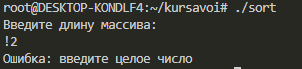 root@DESKTOP-KONDLF4:~/kursavoi# ./sort
Введите длину массива:
!2
Ошибка: введите целое число